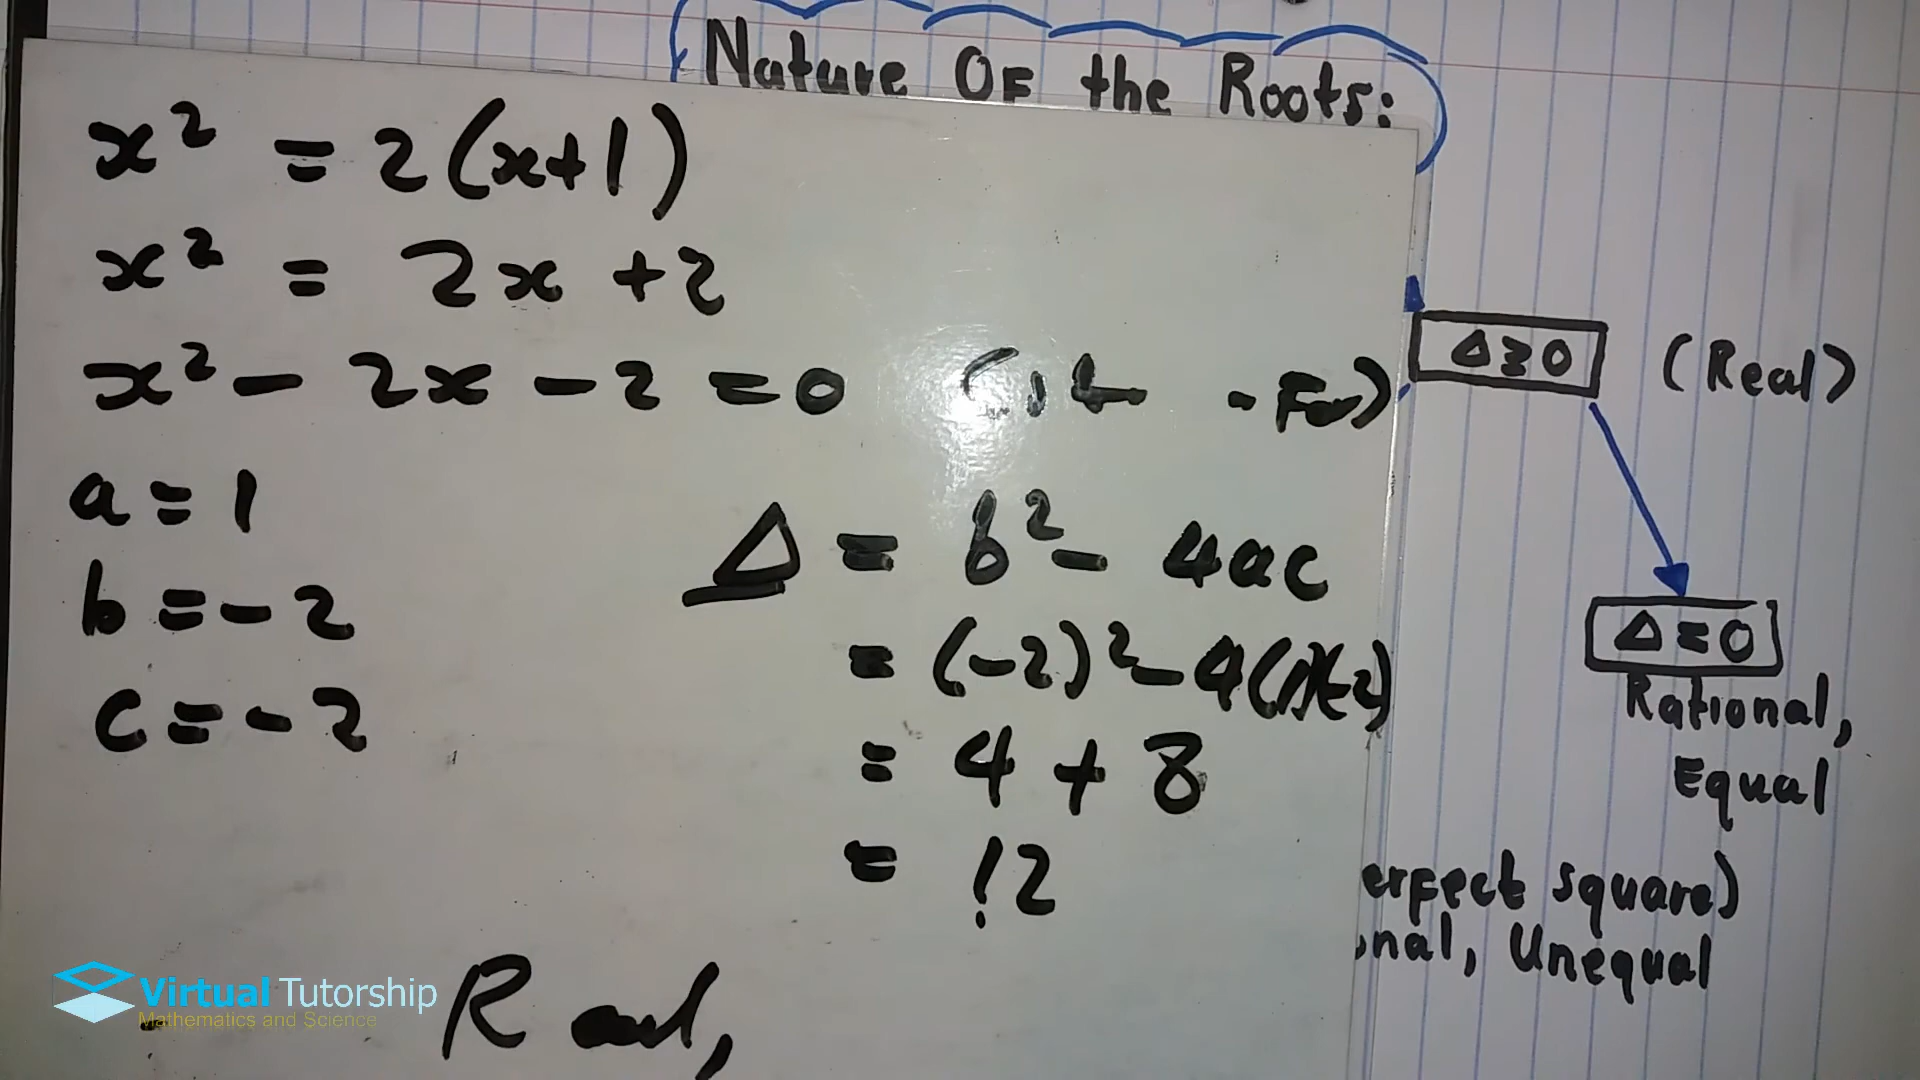 Nature OF the Roots:
x² = 2(x+1)
x² = 2x + 2
x² - 2x - 2 = 0
a = 1
b = - 2
c = - 2
Δ = b² - 4ac
= (-2)² - 4(1)(-2)
= 4 + 8
= 12
Real,
Δ ≥ 0 (Real)
Δ = 0
Rational,
Equal
square)
Unequal
Virtual Tutorship
Mathematics and Science